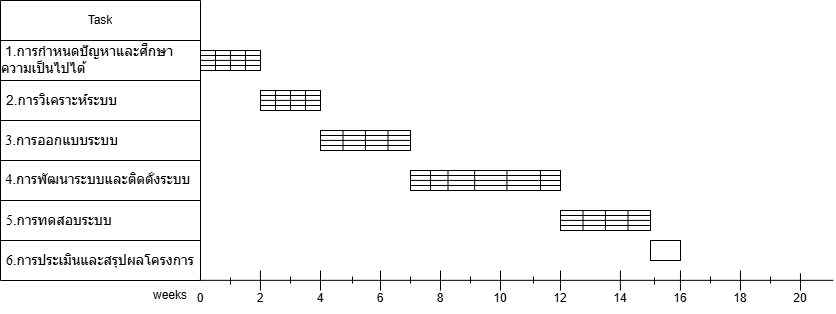 Task
1.การกำหนดปัญหาและศึกษา
ความเป็นไปได้
2.การวิเคราะห์ระบบ
3.การออกแบบระบบ
4.การพัฒนาระบบและติดตั้งระบบ
5.การทดสอบระบบ
6.การประเมินและสรุปผลโครงการ
weeks 0 2 4 6 8 10 12 14 16 18 20